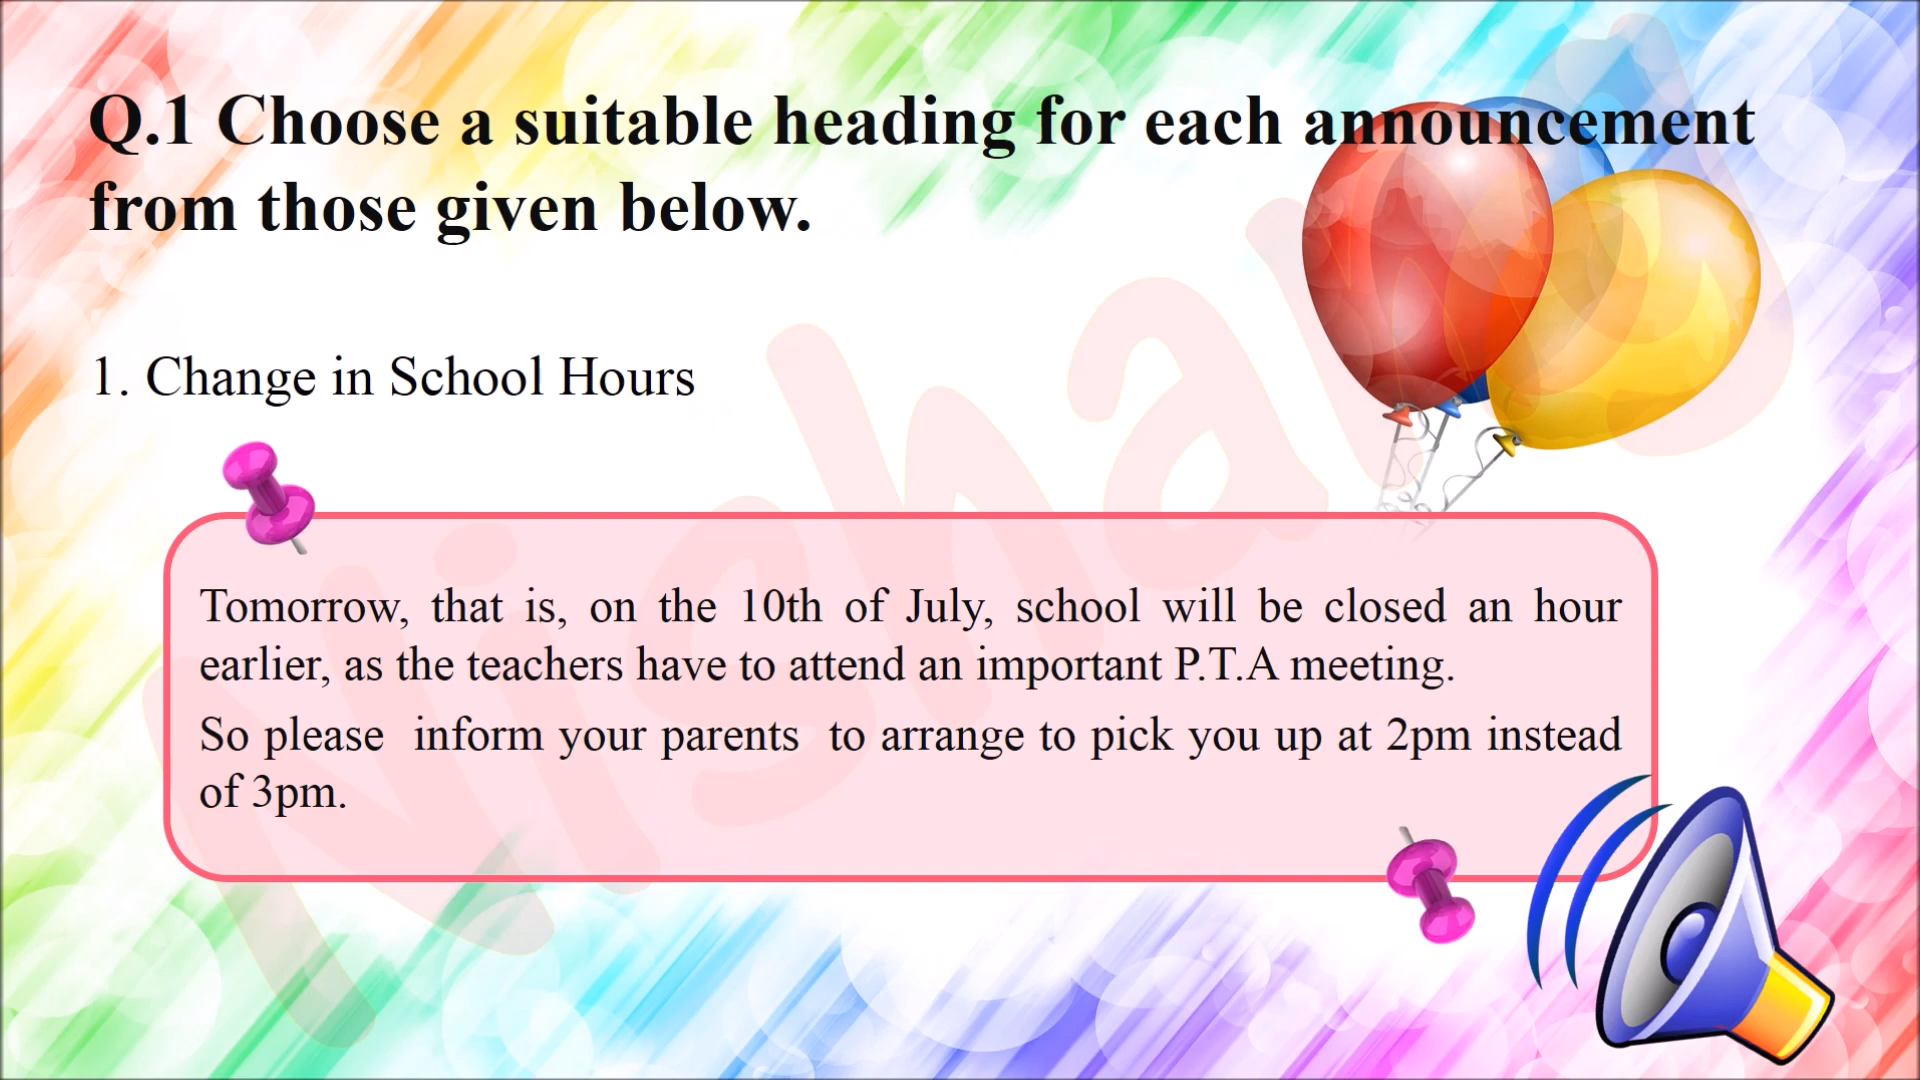 Q.1 Choose a suitable heading for each announcement
from those given below.
1. Change in School Hours
Tomorrow, that is, on the 10th of July, school will be closed an hour
earlier, as the teachers have to attend an important P.T.A meeting.
So please inform your parents to arrange to pick you up at 2pm instead
of 3pm.